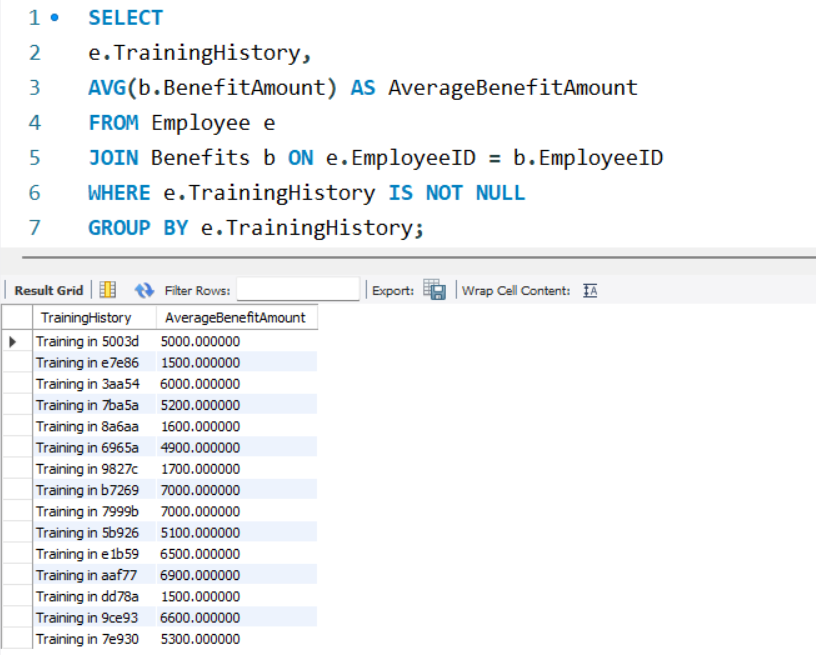 1 SELECT
2 e.TrainingHistory,
3 AVG(b.BenefitAmount) AS AverageBenefitAmount
4 FROM Employee e
5 JOIN Benefits b ON e.EmployeeID = b.EmployeeID
6 WHERE e.TrainingHistory IS NOT NULL
7 GROUP BY e.TrainingHistory;
Result Grid Filter Rows: Export: Wrap Cell Content: IA
TrainingHistory AverageBenefitAmount
Training in 5003d 5000.000000
Training in e7e86 1500.000000
Training in 3aa54 6000.000000
Training in 7ba5a 5200.000000
Training in 8a6aa 1600.000000
Training in 6965a 4900.000000
Training in 9827c 1700.000000
Training in b7269 7000.000000
Training in 7999b 7000.000000
Training in 5b926 5100.000000
Training in e1b59 6500.000000
Training in aaf77 6900.000000
Training in dd78a 1500.000000
Training in 9ce93 6600.000000
Training in 7e930 5300.000000